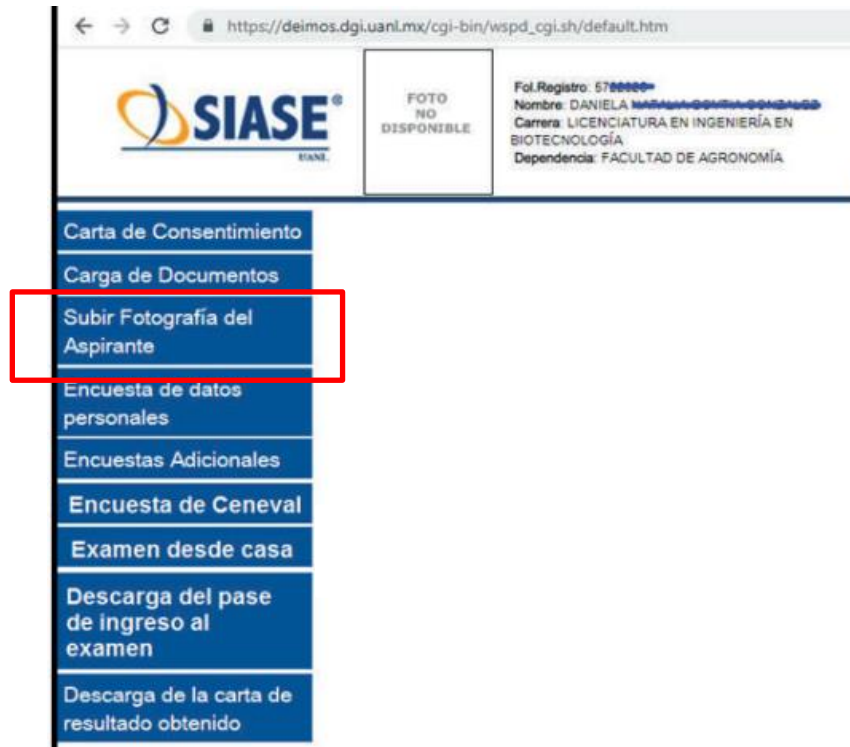 https://deimos.dgi.uanl.mx/cgi-bin/wspd_cgi.sh/default.htm
SIASE®
UANL
FOTO
NO
DISPONIBLE
Fol.Registro:
Nombre: DANIELA
Carrera: LICENCIATURA EN INGENIERÍA EN
BIOTECNOLOGÍA
Dependencia: FACULTAD DE AGRONOMÍA
Carta de Consentimiento
Carga de Documentos
Subir Fotografía del
Aspirante
Encuesta de datos
personales
Encuestas Adicionales
Encuesta de Ceneval
Examen desde casa
Descarga del pase
de ingreso al
examen
Descarga de la carta de
resultado obtenido